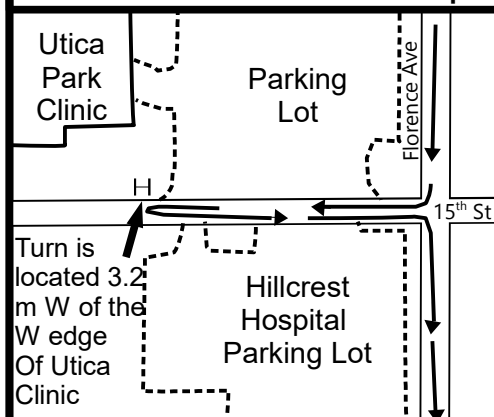 Utica
Park
Clinic
Parking
Lot
Florence Ave
H
15th St
Turn is
located 3.2
m W of the
W edge
Of Utica
Clinic
Hillcrest
Hospital
Parking Lot